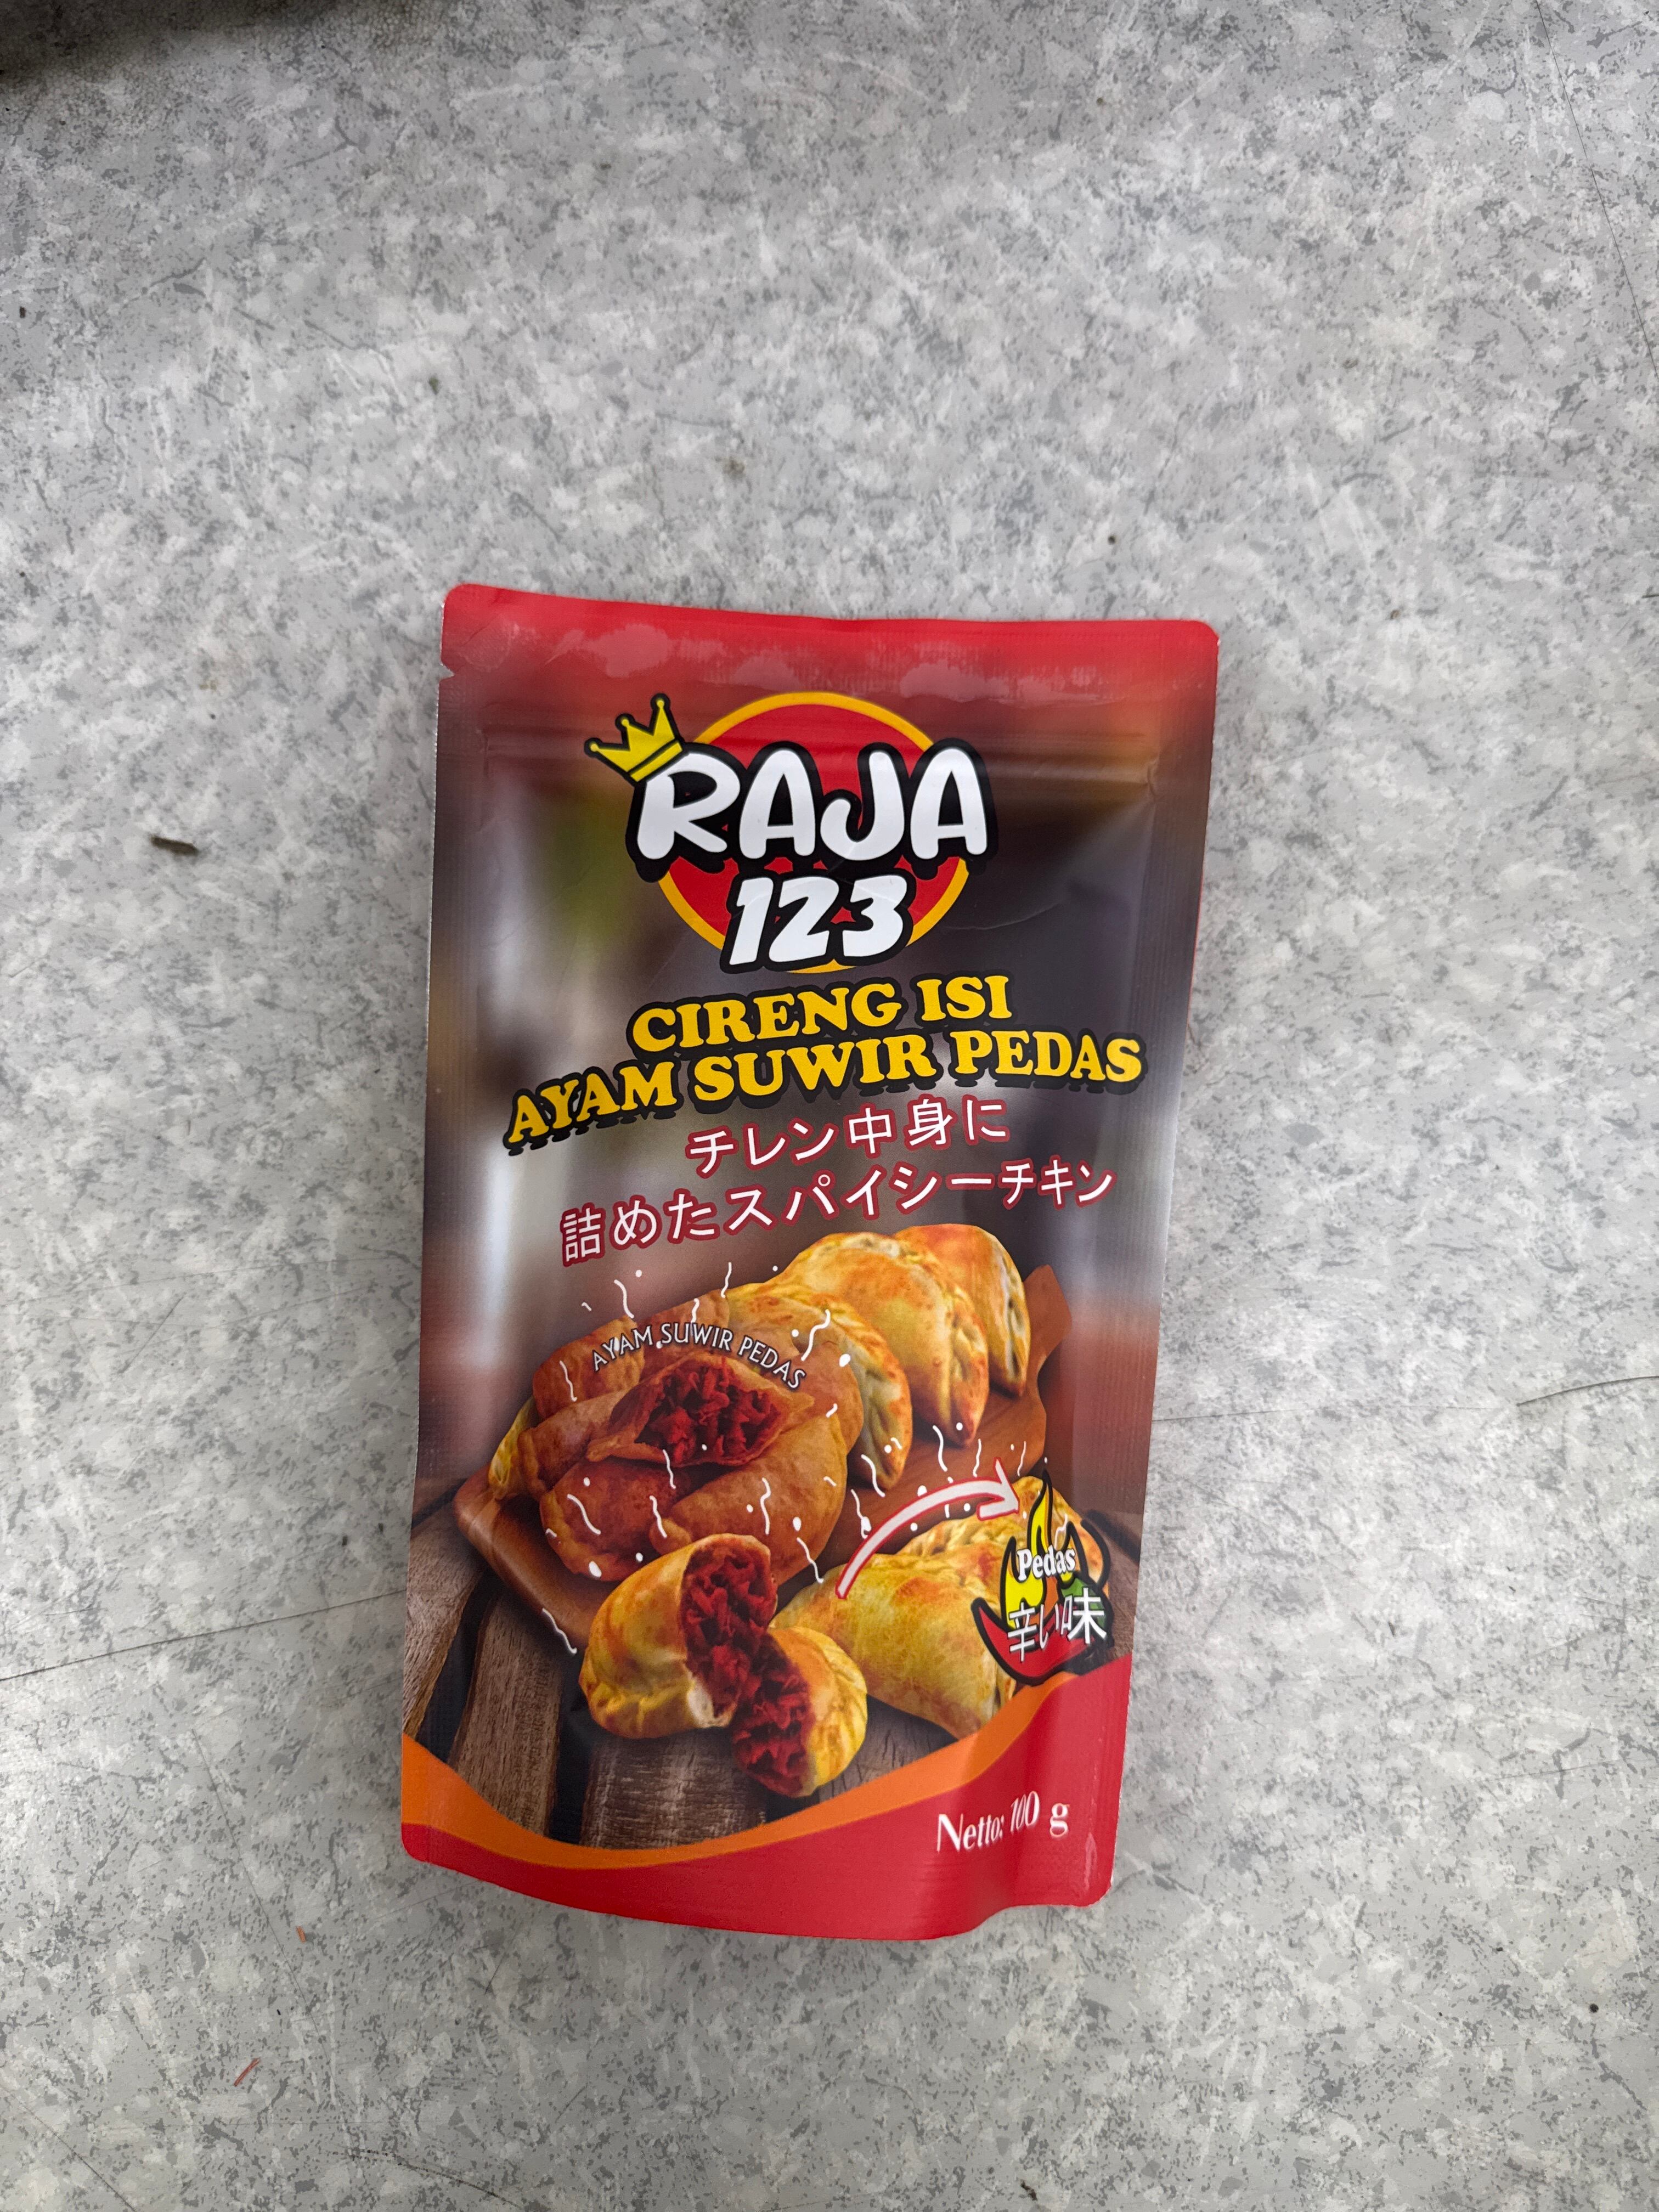 RAJA
123
CIRENG ISI
AYAM SUWIR PEDAS
チレン中身に
詰めたスパイシーチキン
AYAM SUWIR PEDAS
Pedas
辛い味
Netto: 100 g